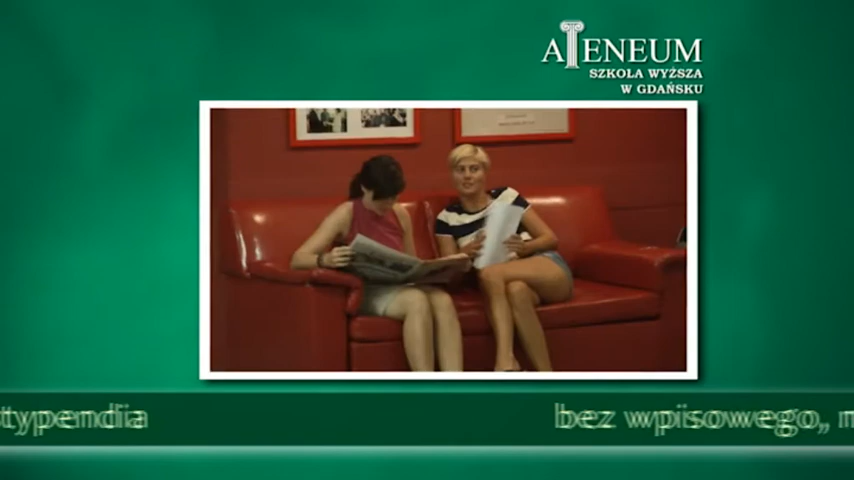 ATENEUM
SZKOŁA WYŻSZA
W GDAŃSKU
typendia bez wpisowego,